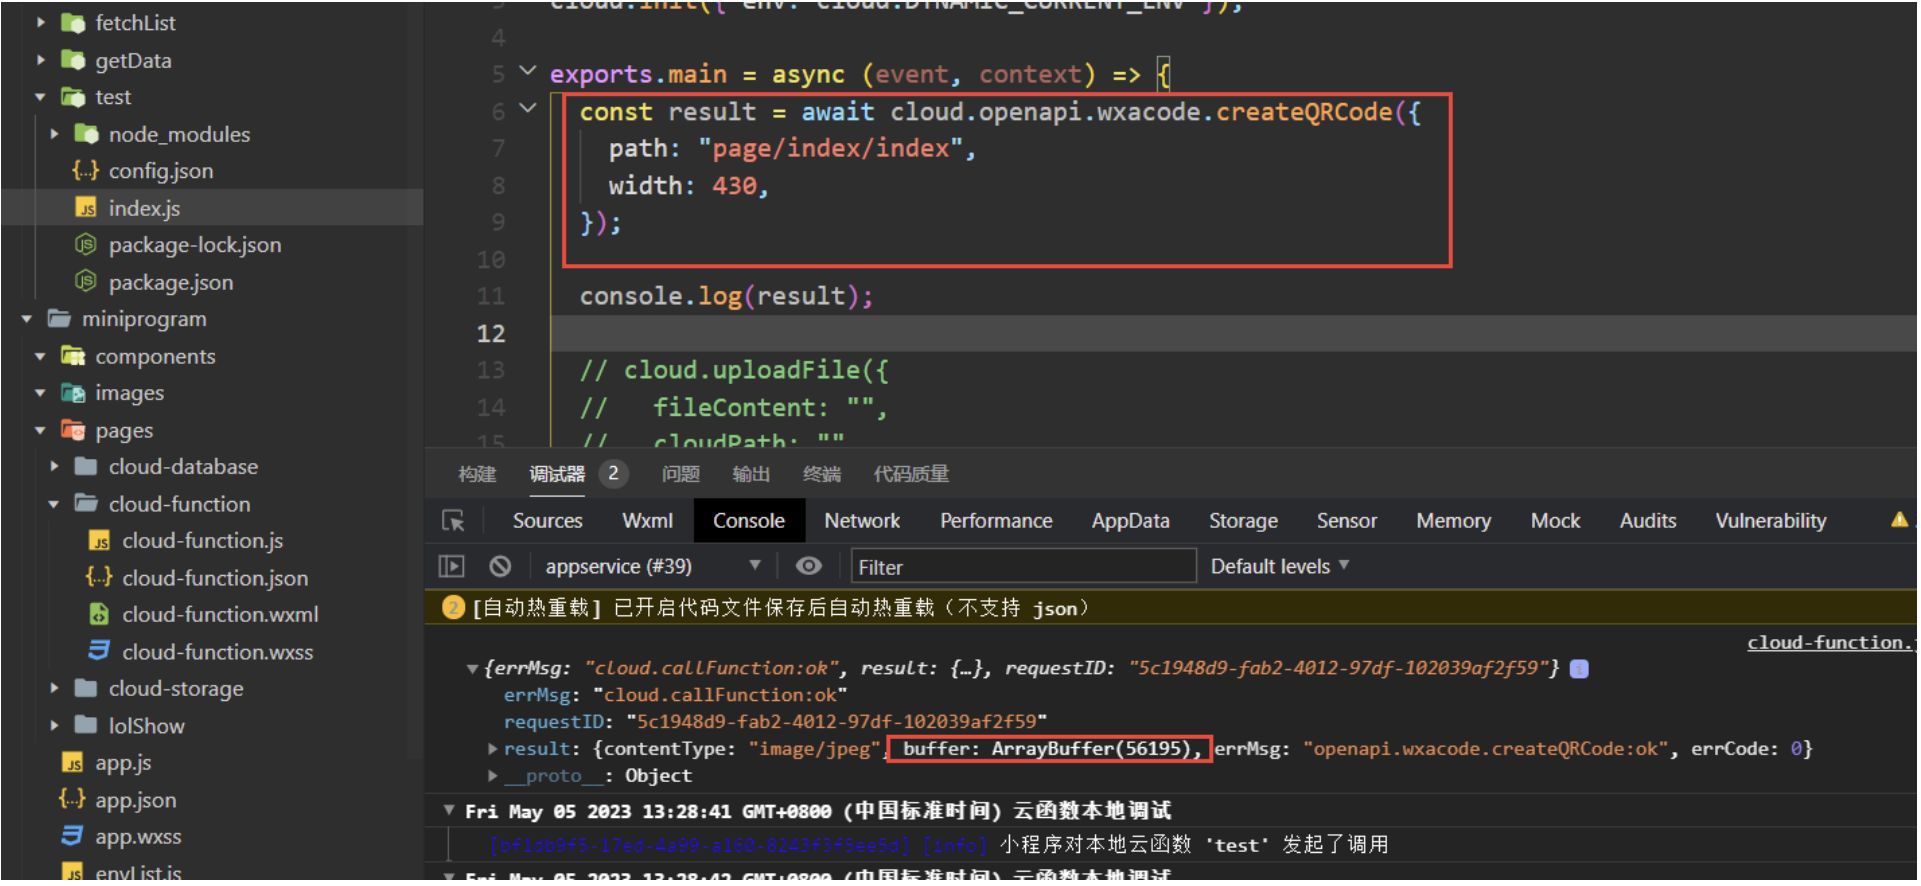 fetchList
getData
test
node_modules
config.json
index.js
package-lock.json
package.json
miniprogram
components
images
pages
cloud-database
cloud-function
cloud-function.js
cloud-function.json
cloud-function.wxml
cloud-function.wxss
cloud-storage
lolShow
app.js
app.json
app.wxss
envList.js
cloud.init({ env: cloud.DYNAMIC_CURRENT_ENV });
4
5 exports.main = async (event, context) => {
6 const result = await cloud.openapi.wxacode.createQRCode({
7 path: "page/index/index",
8 width: 430,
9 });
10
11 console.log(result);
12
13 // cloud.uploadFile({
14 // fileContent: "",
15 // cloudPath: ""
构建 调试器 2 问题 输出 终端 代码质量
Sources Wxml Console Network Performance AppData Storage Sensor Memory Mock Audits Vulnerability
appservice (#39) Filter Default levels
2 [自动热重载] 已开启代码文件保存后自动热重载（不支持 json）
cloud-function.j
{errMsg: "cloud.callFunction:ok", result: {…}, requestID: "5c1948d9-fab2-4012-97df-102039af2f59"}
errMsg: "cloud.callFunction:ok"
requestID: "5c1948d9-fab2-4012-97df-102039af2f59"
result: {contentType: "image/jpeg", buffer: ArrayBuffer(56195), errMsg: "openapi.wxacode.createQRCode:ok", errCode: 0}
__proto__: Object
Fri May 05 2023 13:28:41 GMT+0800 (中国标准时间) 云函数本地调试
[bf1db9f5-17ed-4a99-a160-8243f3f5ee5d] [info] 小程序对本地云函数 'test' 发起了调用
Fri May 05 2023 13:28:42 GMT+0800 (中国标准时间) 云函数本地调试